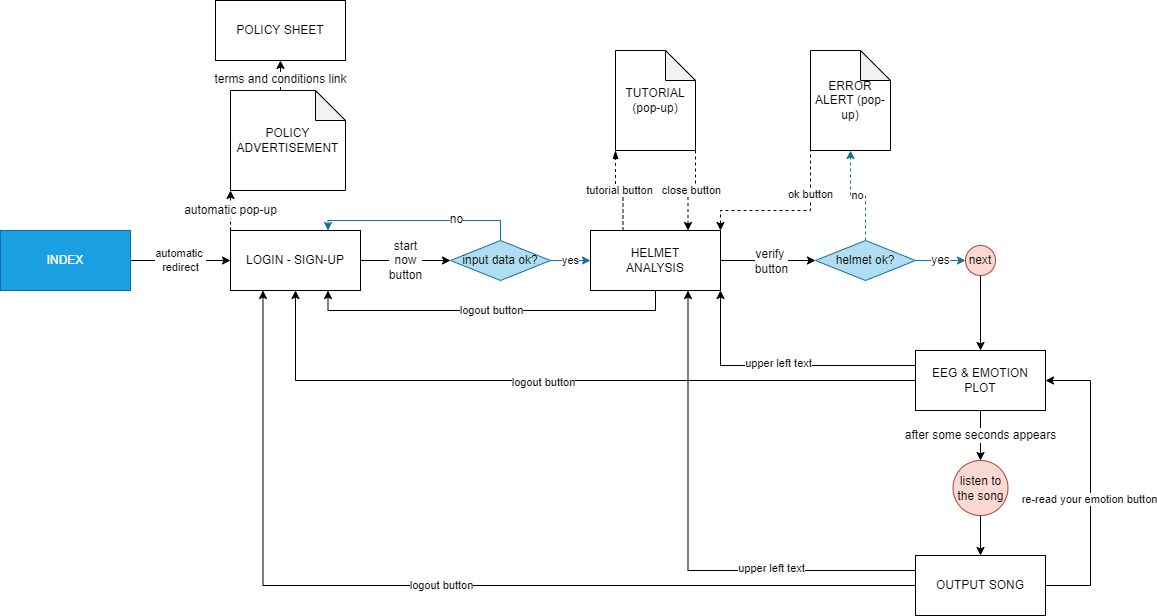 POLICY SHEET
terms and conditions link
POLICY
ADVERTISEMENT
automatic pop-up
TUTORIAL
(pop-up)
ERROR
ALERT (pop-
up)
tutorial button
close button
ok button
no
no
INDEX
automatic
redirect
LOGIN - SIGN-UP
start
now
button
input data ok?
yes
HELMET
ANALYSIS
verify
button
helmet ok?
yes
next
logout button
upper left text
EEG & EMOTION
PLOT
logout button
after some seconds appears
listen to
the song
re-read your emotion button
upper left text
OUTPUT SONG
logout button